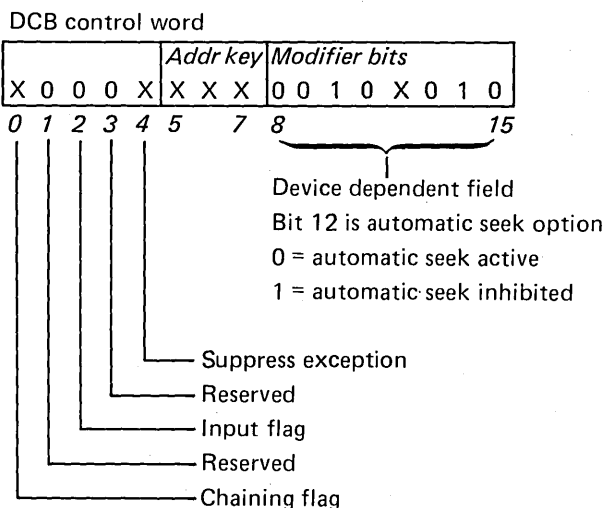 DCB control word
Addr key Modifier bits
X 0 0 0 X X X X 0 0 1 0 X 0 1 0
0 1 2 3 4 5 7 8 15
Device dependent field
Bit 12 is automatic seek option
0 = automatic seek active
1 = automatic seek inhibited
Suppress exception
Reserved
Input flag
Reserved
Chaining flag